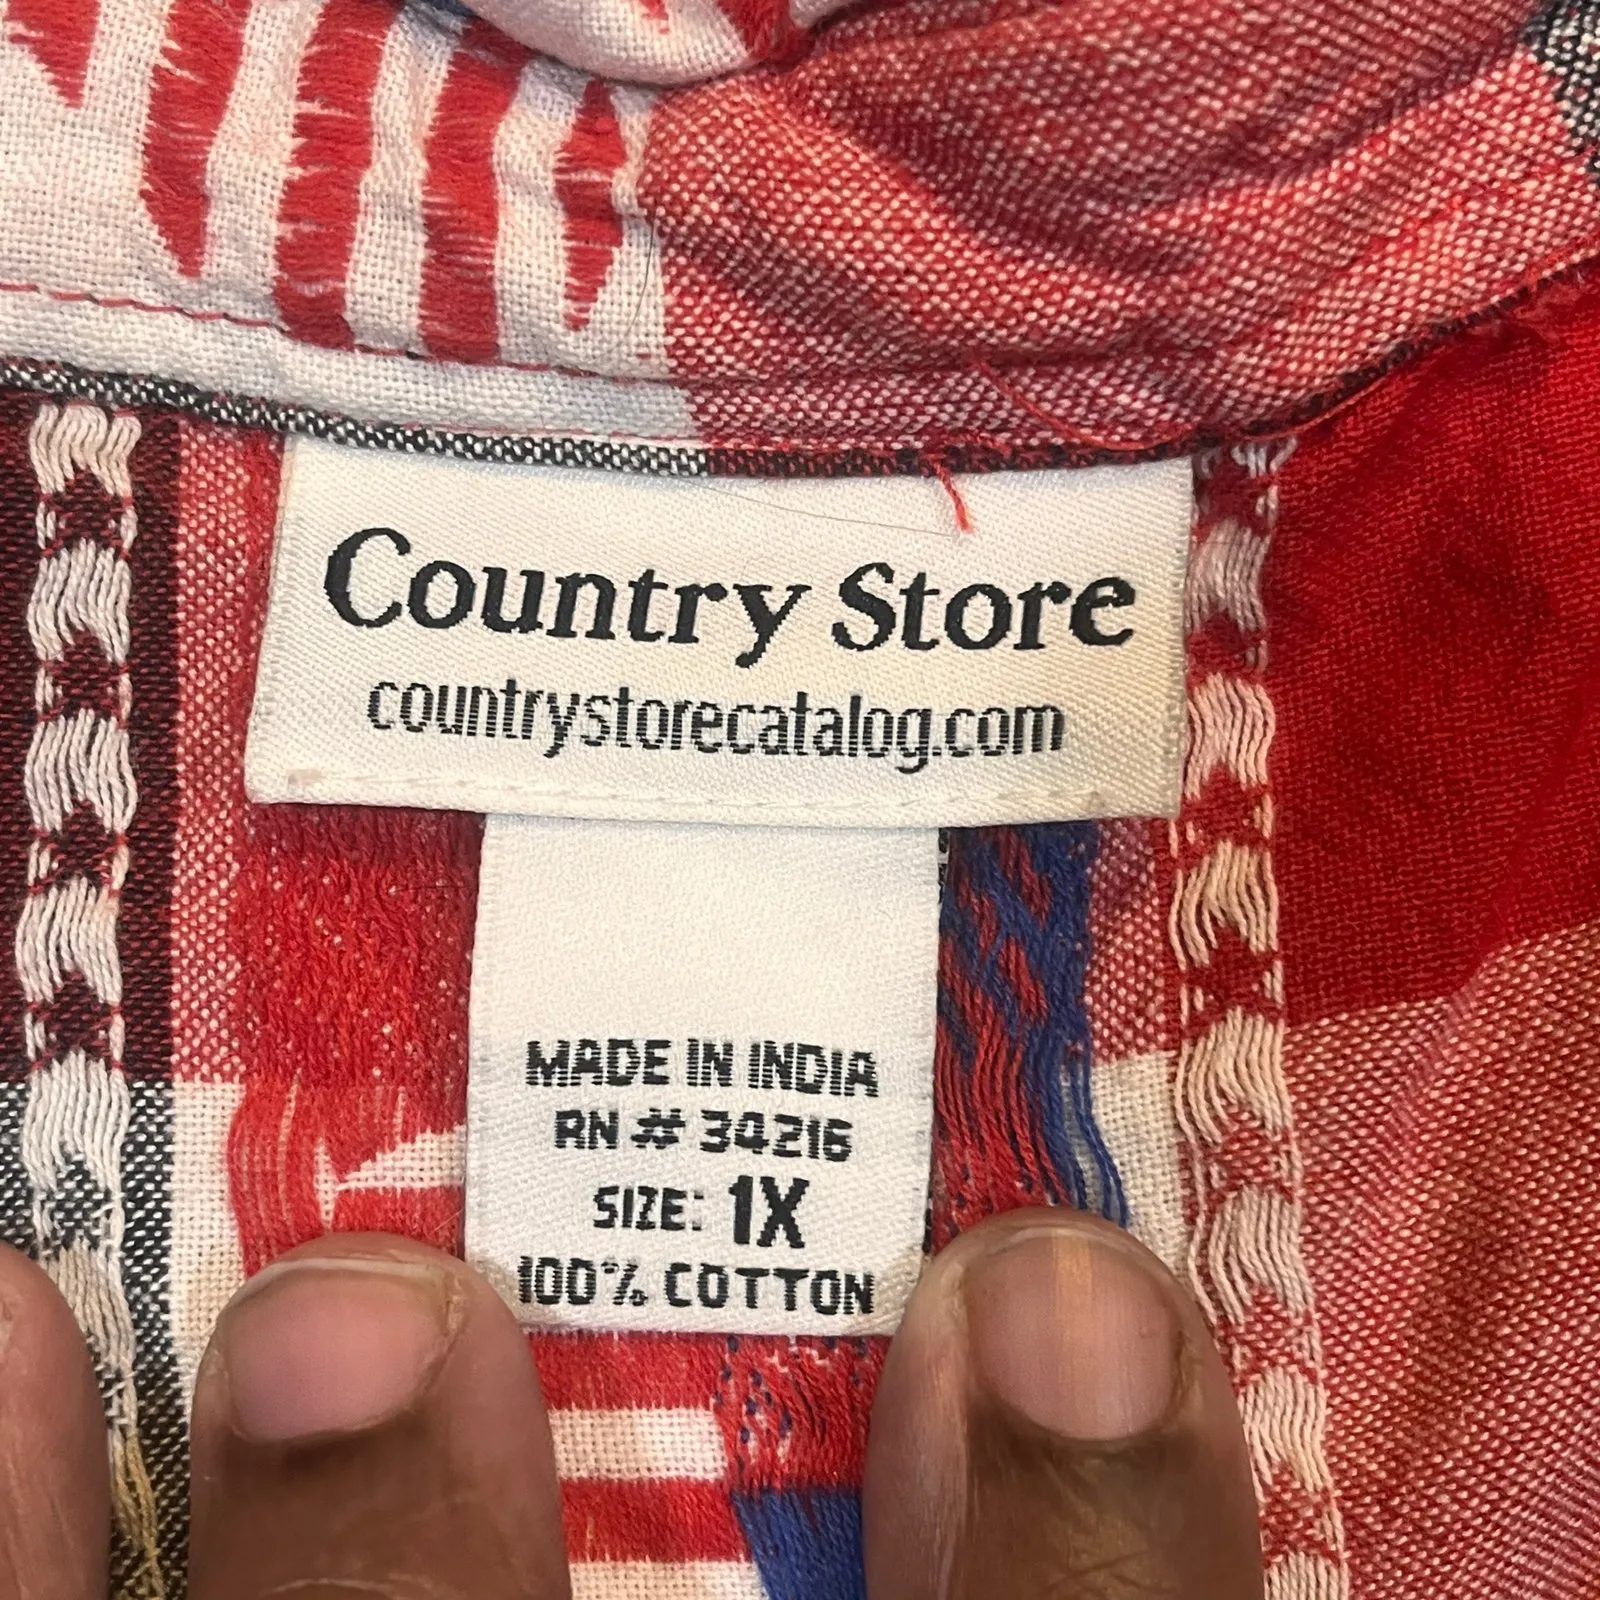 Country Store
countrystorecatalog.com
MADE IN INDIA
RN # 34216
SIZE: 1X
100% COTTON